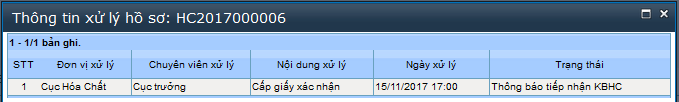 Thông tin xử lý hồ sơ: HC2017000006
1 - 1/1 bản ghi.
STT Đơn vị xử lý Chuyên viên xử lý Nội dung xử lý Ngày xử lý Trạng thái
1 Cục Hóa Chất Cục trưởng Cấp giấy xác nhận 15/11/2017 17:00 Thông báo tiếp nhận KBHC